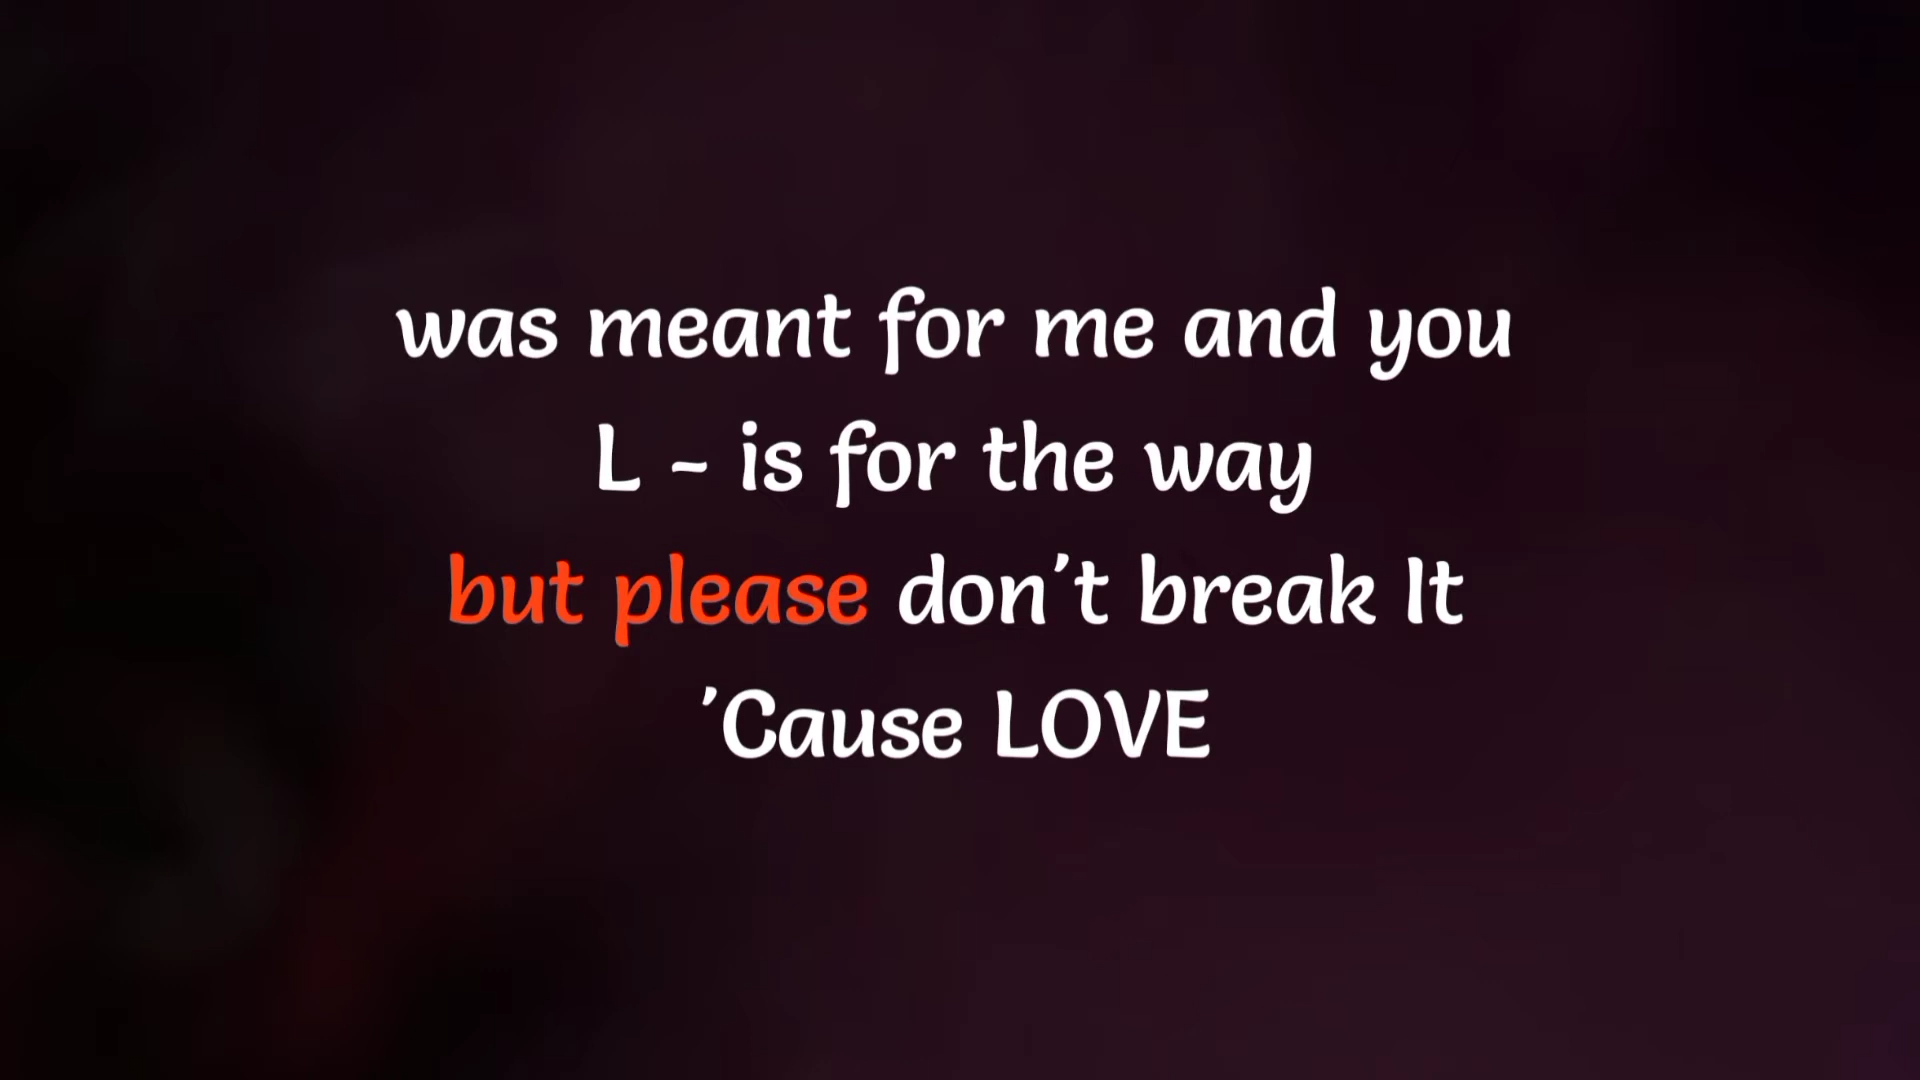 was meant for me and you
L - is for the way
but please don't break It
'Cause LOVE